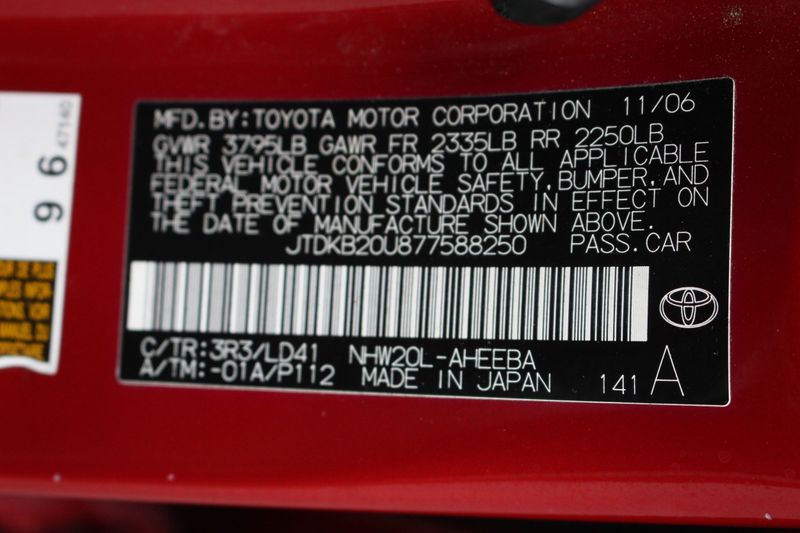 MFD.BY:TOYOTA MOTOR CORPORATION 11/06
GVWR 3795LB GAWR FR 2335LB RR 2250LB
THIS VEHICLE CONFORMS TO ALL APPLICABLE
FEDERAL MOTOR VEHICLE SAFETY,BUMPER,AND
THEFT PREVENTION STANDARDS IN EFFECT ON
THE DATE OF MANUFACTURE SHOWN ABOVE.
JTDKB20U877588250 PASS.CAR
C/TR:3R3/LD41 NHW20L-AHEEBA
A/TM:-01A/P112 MADE IN JAPAN 141 A
96
47140